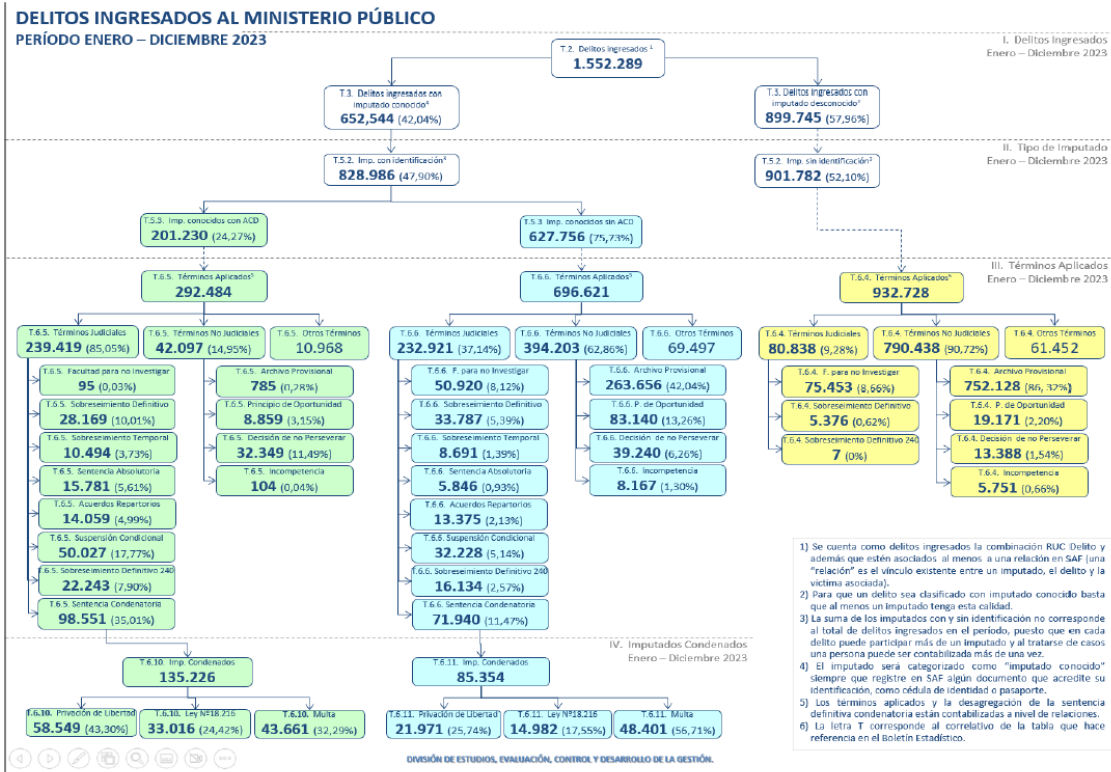 DELITOS INGRESADOS AL MINISTERIO PÚBLICO
PERÍODO ENERO – DICIEMBRE 2023
I. Delitos Ingresados
Enero – Diciembre 2023
T.2. Delitos ingresados ¹
1.552.289
T.3. Delitos ingresados con
imputado conocido⁴
652,544 (42,04%)
T.3. Delitos ingresados con
imputado desconocido²
899.745 (57,96%)
II. Tipo de Imputado
Enero – Diciembre 2023
T.5.2. Imp. con identificación⁴
828.986 (47,90%)
T.5.2. Imp. sin identificación³
901.782 (52,10%)
T.5.3. Imp. conocidos con ACD
201.230 (24,27%)
T.5.3 Imp. conocidos sin ACD
627.756 (75,73%)
III. Términos Aplicados
Enero – Diciembre 2023
T.6.5. Términos Aplicados⁵
292.484
T.6.6. Términos Aplicados⁵
696.621
T.6.4. Términos Aplicados⁶
932.728
T.6.5. Términos Judiciales
239.419 (85,05%)
T.6.5. Términos No Judiciales
42.097 (14,95%)
T.6.5. Otros Términos
10.968
T.6.6. Términos Judiciales
232.921 (37,14%)
T.6.6. Términos No Judiciales
394.203 (62,86%)
T.6.6. Otros Términos
69.497
T.6.4. Términos Judiciales
80.838 (9,28%)
T.6.4. Términos No Judiciales
790.438 (90,72%)
T.6.4. Otros Términos
61.452
T.6.5. Facultad para no Investigar
95 (0,03%)
T.6.5. Sobreseimiento Definitivo
28.169 (10,01%)
T.6.5. Sobreseimiento Temporal
10.494 (3,73%)
T.6.5. Sentencia Absolutoria
15.781 (5,61%)
T.6.5. Acuerdos Repartorios
14.059 (4,99%)
T.6.5. Suspensión Condicional
50.027 (17,77%)
T.6.5. Sobreseimiento Definitivo 240
22.243 (7,90%)
T.6.5. Sentencia Condenatoria
98.551 (35,01%)
T.6.5. Archivo Provisional
785 (0,28%)
T.6.5. Principio de Oportunidad
8.859 (3,15%)
T.6.5. Decisión de no Perseverar
32.349 (11,49%)
T.6.5. Incompetencia
104 (0,04%)
T.6.6. F. para no Investigar
50.920 (8,12%)
T.6.6. Sobreseimiento Definitivo
33.787 (5,39%)
T.6.6. Sobreseimiento Temporal
8.691 (1,39%)
T.6.6. Sentencia Absolutoria
5.846 (0,93%)
T.6.6. Acuerdos Repartorios
13.375 (2,13%)
T.6.6. Suspensión Condicional
32.228 (5,14%)
T.6.6. Sobreseimiento Definitivo 240
16.134 (2,57%)
T.6.6. Sentencia Condenatoria
71.940 (11,47%)
T.6.6. Archivo Provisional
263.656 (42,04%)
T.6.6. P. de Oportunidad
83.140 (13,26%)
T.6.6. Decisión de no Perseverar
39.240 (6,26%)
T.6.6. Incompetencia
8.167 (1,30%)
T.6.4. F. para no Investigar
75.453 (8,66%)
T.6.4. Sobreseimiento Definitivo
5.376 (0,62%)
T.6.4. Sobreseimiento Definitivo 240
7 (0%)
T.6.4. Archivo Provisional
752.128 (86,32%)
T.6.4. P. de Oportunidad
19.171 (2,20%)
T.6.4. Decisión de no Perseverar
13.388 (1,54%)
T.6.4. Incompetencia
5.751 (0,66%)
IV. Imputados Condenados
Enero – Diciembre 2023
T.6.10. Imp. Condenados
135.226
T.6.11. Imp. Condenados
85.354
T.6.10. Privación de Libertad
58.549 (43,30%)
T.6.10. Ley Nº18.216
33.016 (24,42%)
T.6.10. Multa
43.661 (32,29%)
T.6.11. Privación de Libertad
21.971 (25,74%)
T.6.11. Ley Nº18.216
14.982 (17,55%)
T.6.11. Multa
48.401 (56,71%)
1) Se cuenta como delitos ingresados la combinación RUC Delito y
además que estén asociados al menos a una relación en SAF (una
"relación" es el vínculo existente entre un imputado, el delito y la
víctima asociada).
2) Para que un delito sea clasificado con imputado conocido basta
que al menos un imputado tenga esta calidad.
3) La suma de los imputados con y sin identificación no corresponde
al total de delitos ingresados en el período, puesto que en cada
delito puede participar más de un imputado y al tratarse de casos
una persona puede ser contabilizada más de una vez.
4) El imputado será categorizado como "imputado conocido"
siempre que registre en SAF algún documento que acredite su
identificación, como cédula de identidad o pasaporte.
5) Los términos aplicados y la desagregación de la sentencia
definitiva condenatoria están contabilizadas a nivel de relaciones.
6) La letra T corresponde al correlativo de la tabla que hace
referencia en el Boletín Estadístico.
DIVISIÓN DE ESTUDIOS, EVALUACIÓN, CONTROL Y DESARROLLO DE LA GESTIÓN.